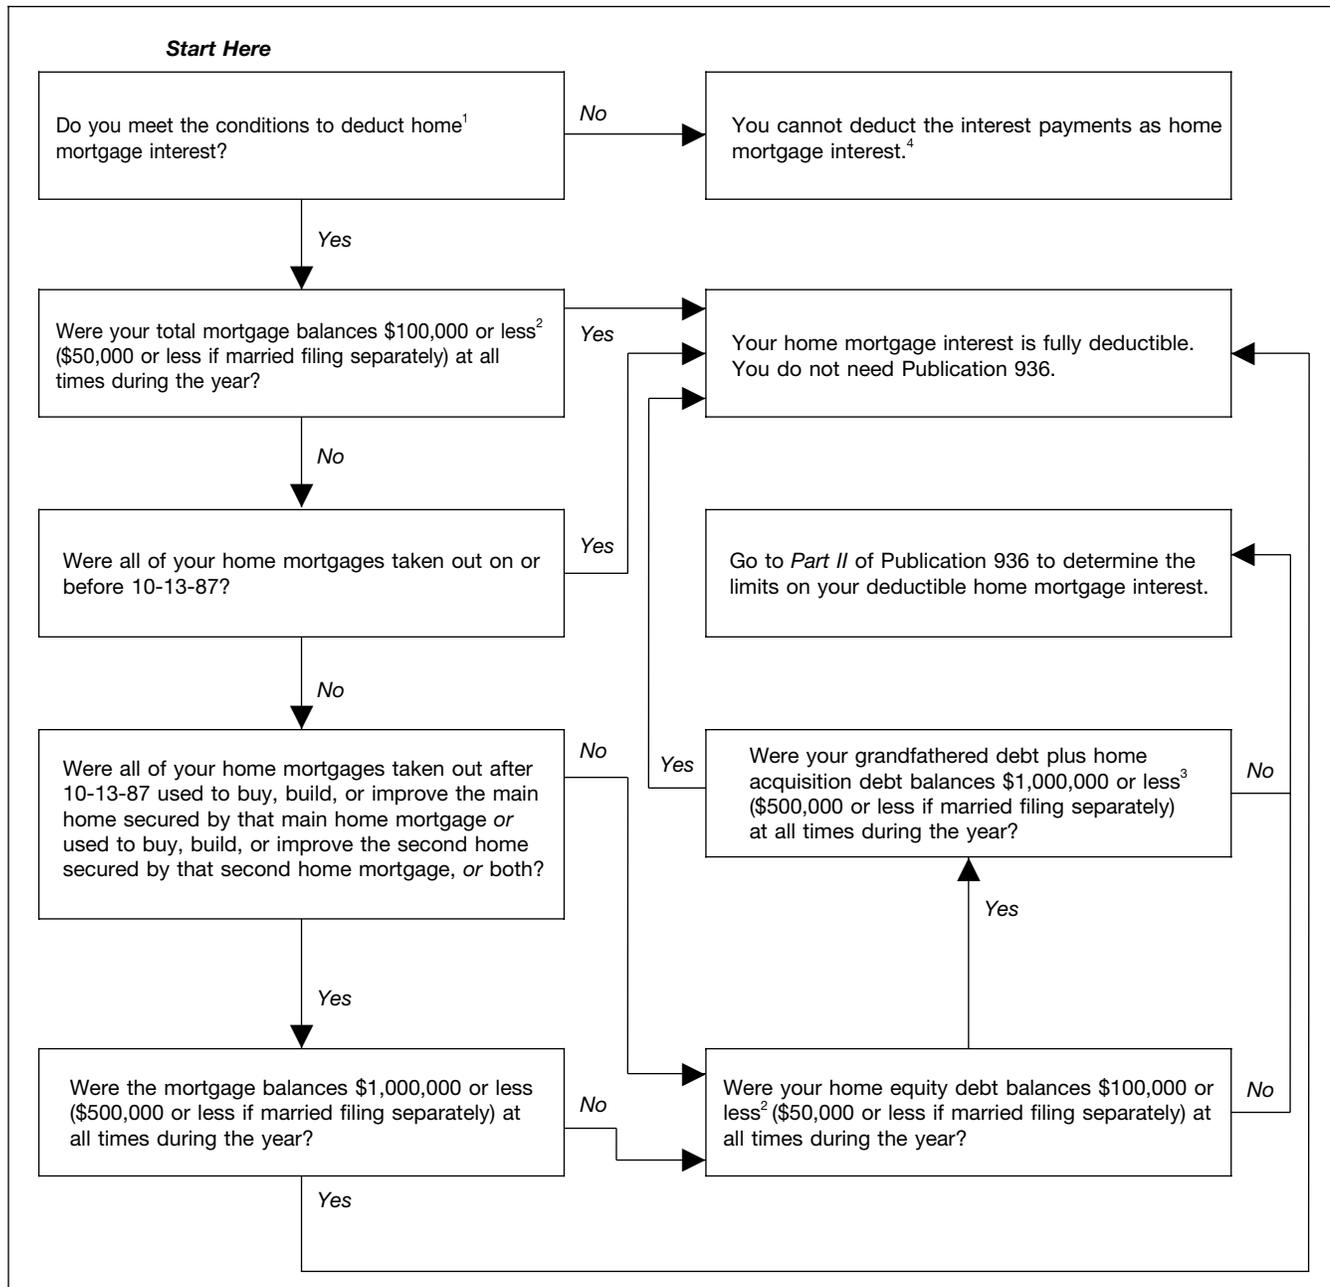 Start Here
Do you meet the conditions to deduct home¹
mortgage interest?
No
You cannot deduct the interest payments as home
mortgage interest.⁴
Yes
Were your total mortgage balances $100,000 or less²
($50,000 or less if married filing separately) at all
times during the year?
Yes
Your home mortgage interest is fully deductible.
You do not need Publication 936.
No
Were all of your home mortgages taken out on or
before 10-13-87?
Yes
Go to Part II of Publication 936 to determine the
limits on your deductible home mortgage interest.
No
Were all of your home mortgages taken out after
10-13-87 used to buy, build, or improve the main
home secured by that main home mortgage or
used to buy, build, or improve the second home
secured by that second home mortgage, or both?
No
Yes
Were your grandfathered debt plus home
acquisition debt balances $1,000,000 or less³
($500,000 or less if married filing separately)
at all times during the year?
No
Yes
Yes
Were the mortgage balances $1,000,000 or less
($500,000 or less if married filing separately) at
all times during the year?
No
Were your home equity debt balances $100,000 or
less² ($50,000 or less if married filing separately) at
all times during the year?
No
Yes